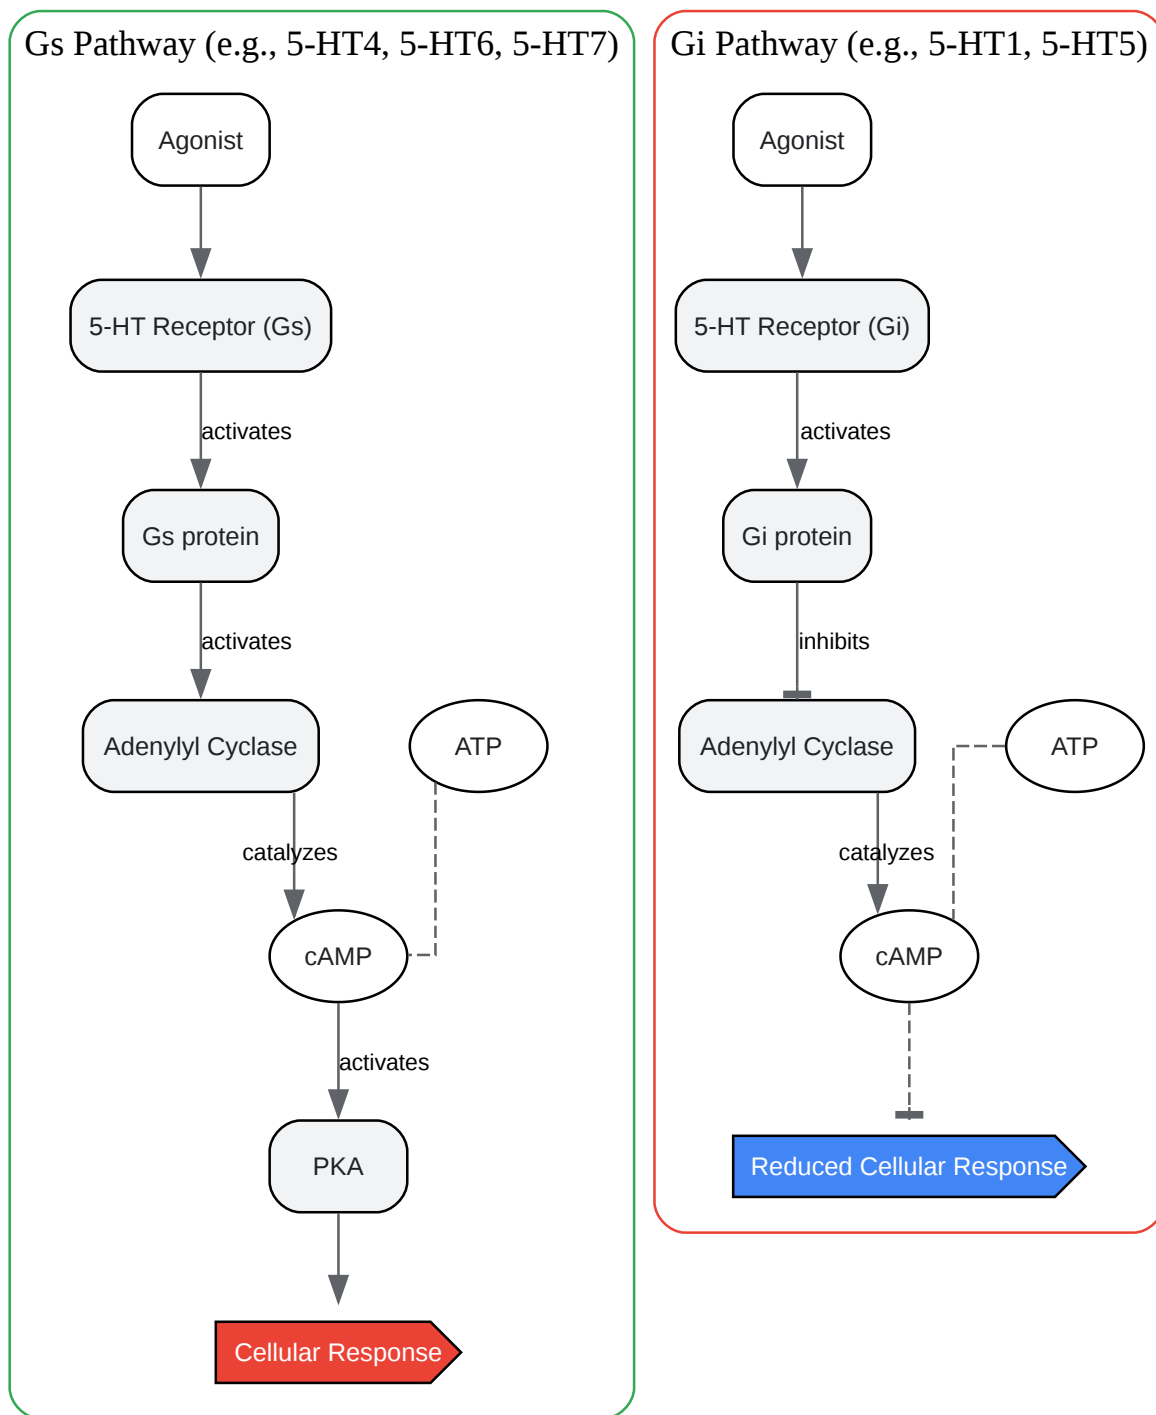 Gs Pathway (e.g., 5-HT4, 5-HT6, 5-HT7)
Agonist
5-HT Receptor (Gs)
activates
Gs protein
activates
Adenylyl Cyclase
ATP
catalyzes
cAMP
activates
PKA
Cellular Response
Gi Pathway (e.g., 5-HT1, 5-HT5)
Agonist
5-HT Receptor (Gi)
activates
Gi protein
inhibits
Adenylyl Cyclase
ATP
catalyzes
cAMP
Reduced Cellular Response